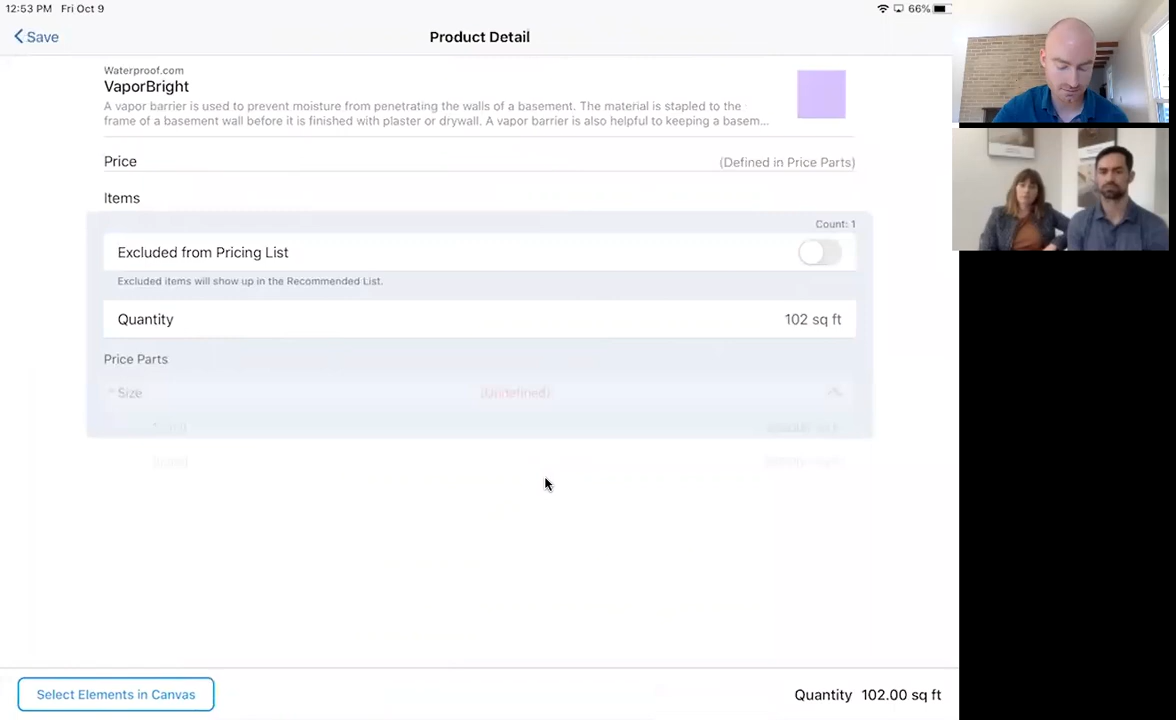 12:53 PM Fri Oct 9
66%
Save
Product Detail
Waterproof.com
VaporBright
A vapor barrier is used to prevent moisture from penetrating the walls of a basement. The material is stapled to the
frame of a basement wall before it is finished with plaster or drywall. A vapor barrier is also helpful to keeping a basem...
Price (Defined in Price Parts)
Items
Count: 1
Excluded from Pricing List
Excluded items will show up in the Recommended List.
Quantity 102 sq ft
Price Parts
* Size (Undefined)
Select Elements in Canvas
Quantity 102.00 sq ft